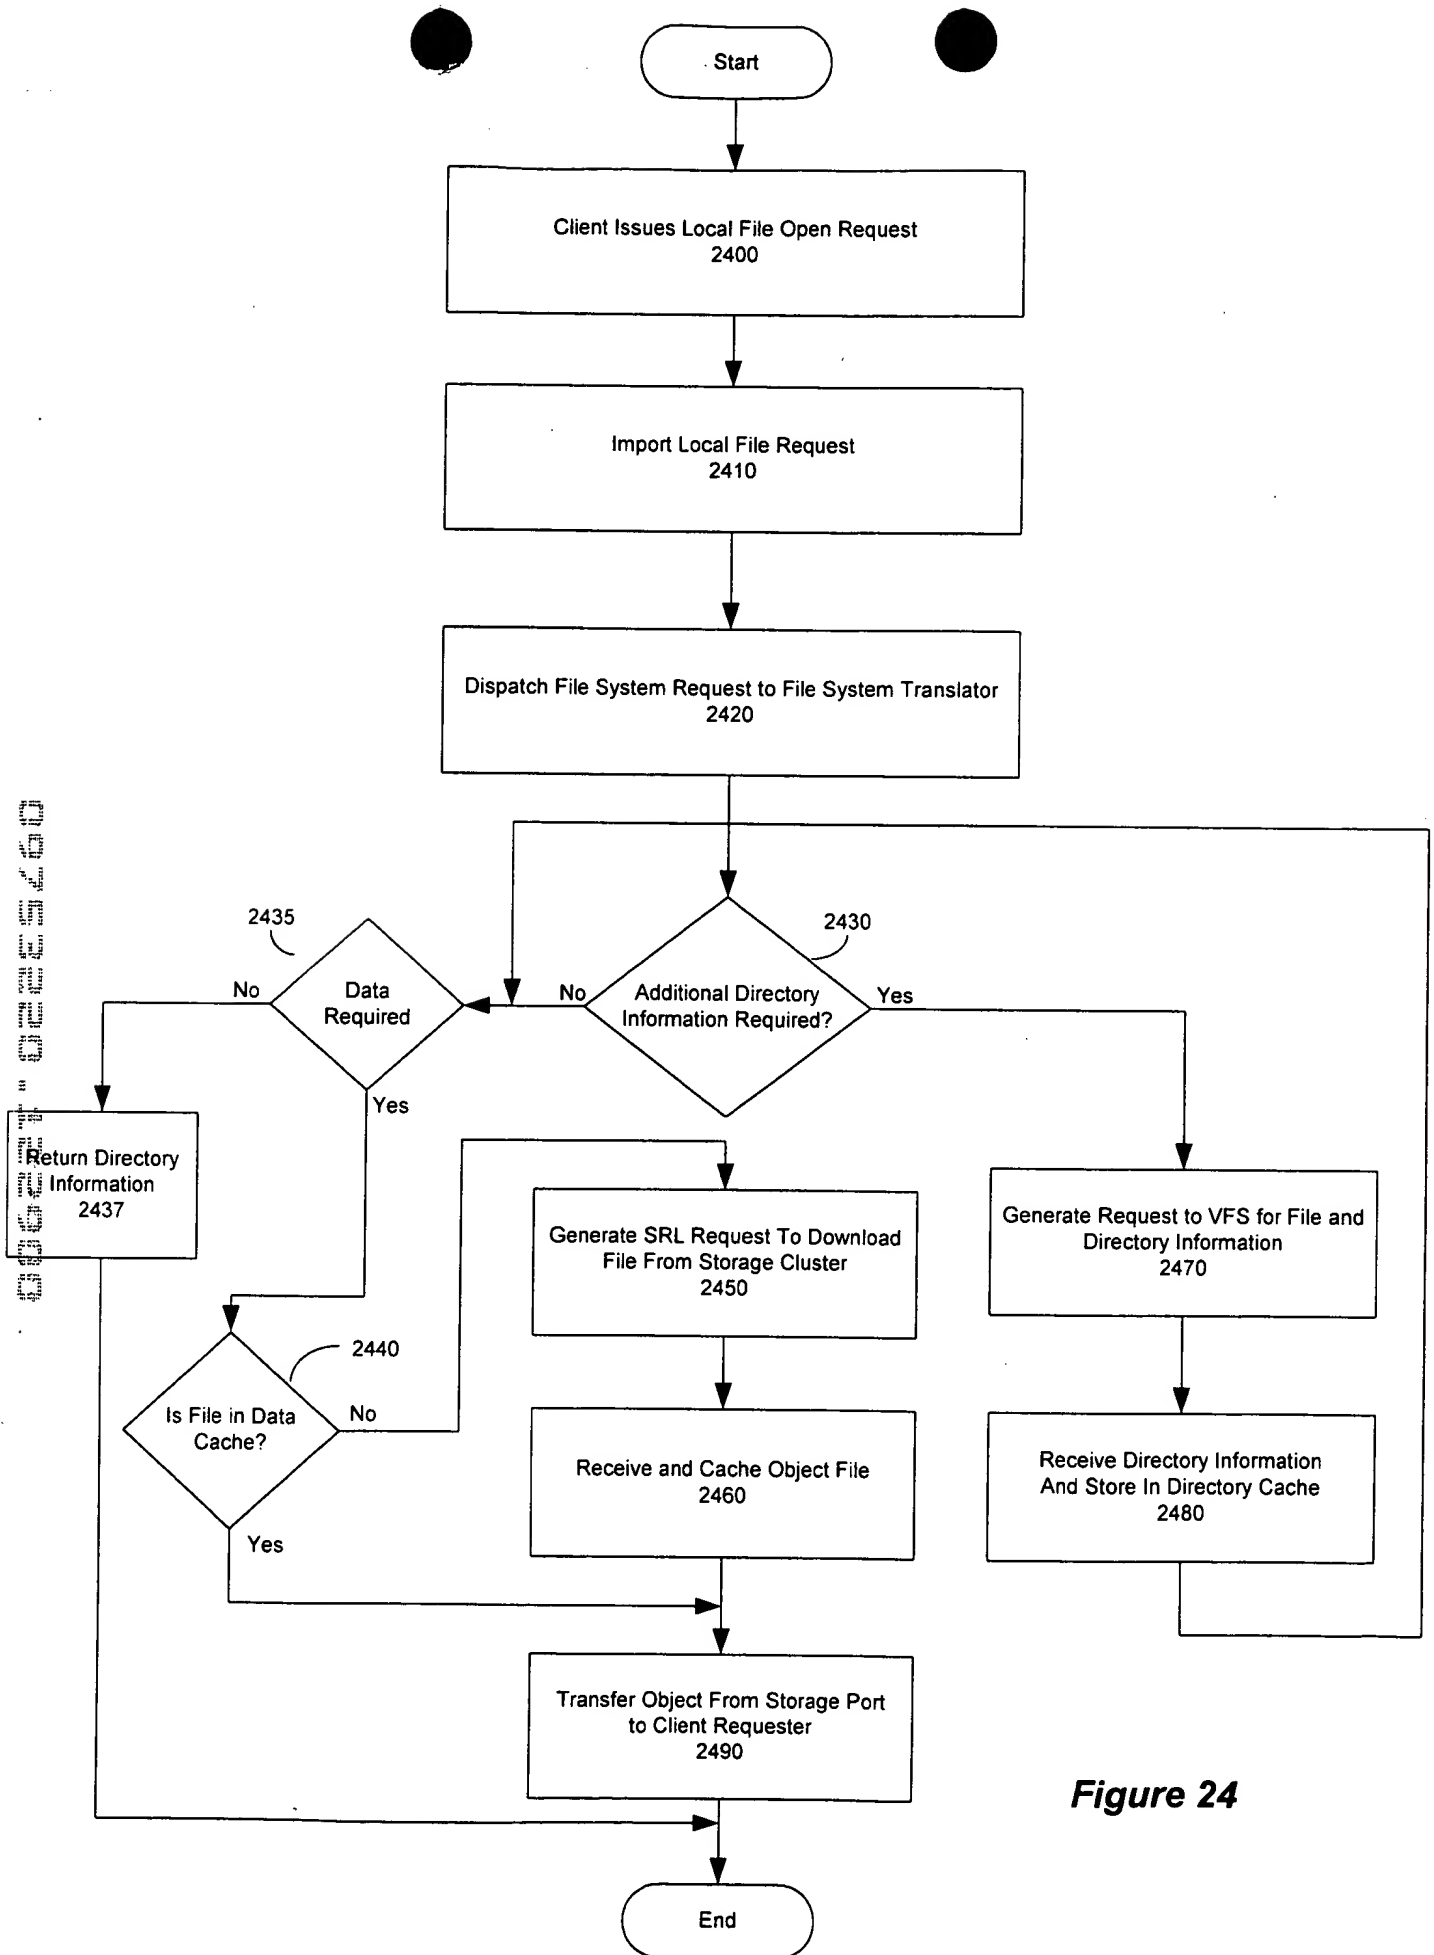 Start
Client Issues Local File Open Request
2400
Import Local File Request
2410
Dispatch File System Request to File System Translator
2420
2435
2430
No
Data
Required
No
Additional Directory
Information Required?
Yes
Yes
Return Directory
Information
2437
Generate SRL Request To Download
File From Storage Cluster
2450
Generate Request to VFS for File and
Directory Information
2470
2440
Is File in Data
Cache?
No
Yes
Receive and Cache Object File
2460
Receive Directory Information
And Store In Directory Cache
2480
Transfer Object From Storage Port
to Client Requester
2490
Figure 24
End